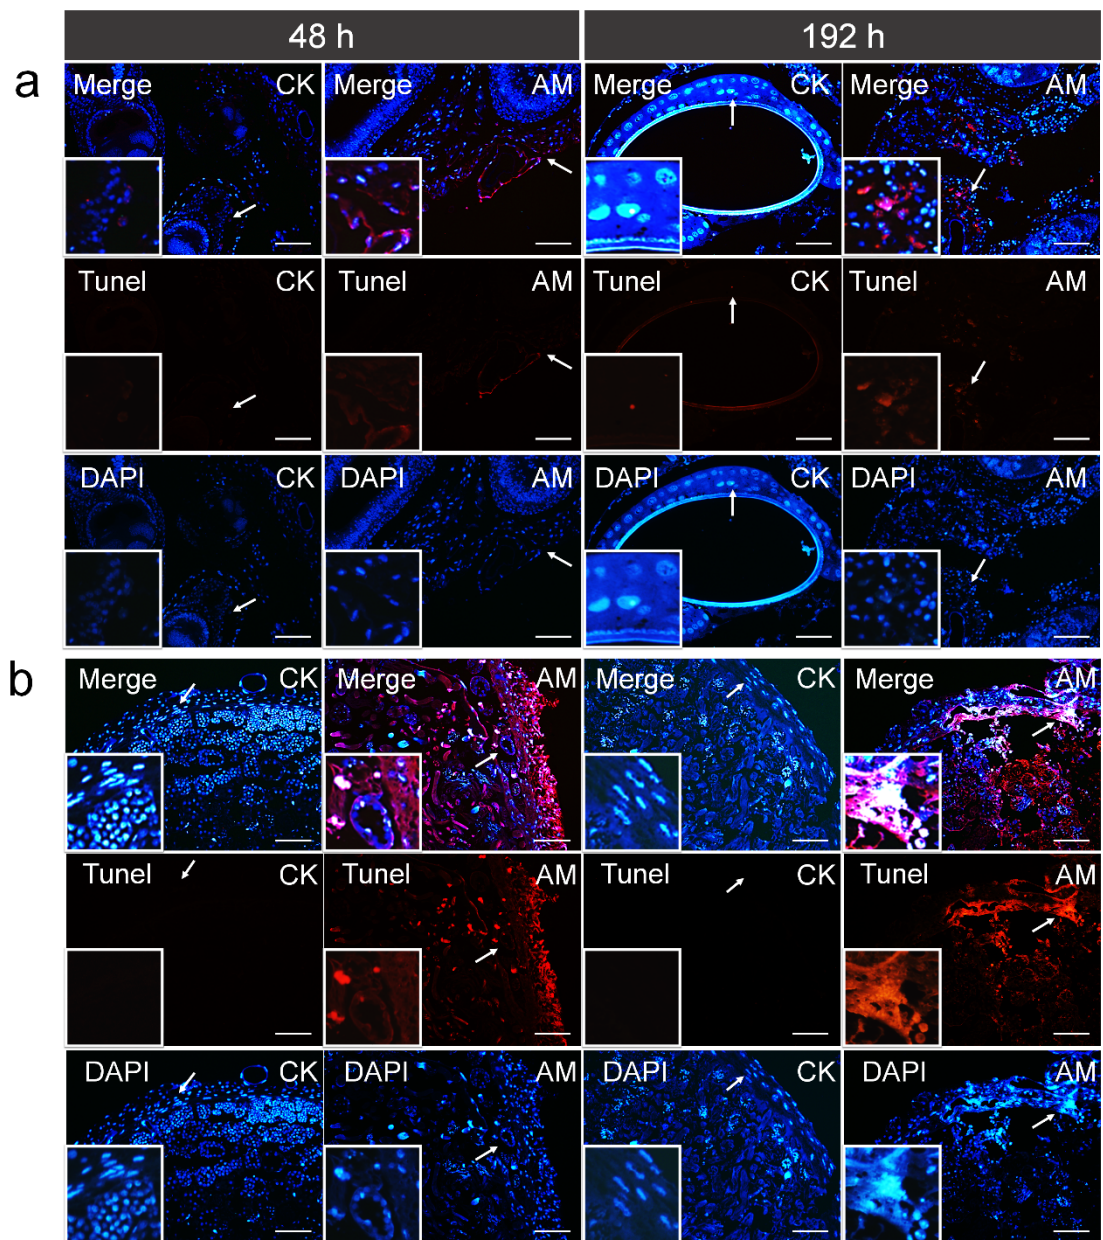 48 h 192 h
a
Merge CK Merge AM Merge CK Merge AM
Tunel CK Tunel AM Tunel CK Tunel AM
DAPI CK DAPI AM DAPI CK DAPI AM
b
Merge CK Merge AM Merge CK Merge AM
Tunel CK Tunel AM Tunel CK Tunel AM
DAPI CK DAPI AM DAPI CK DAPI AM